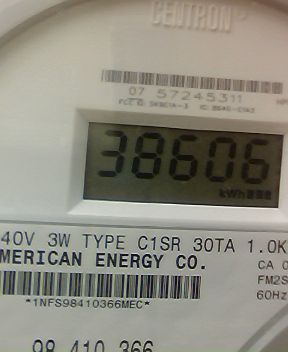 CENTRON
07 57245311
38606
kWh
40V 3W TYPE C1SR 30TA 1.0K
MERICAN ENERGY CO.
CA 0
FM2S
60Hz
*1NFS98410366MEC*
98 410 366